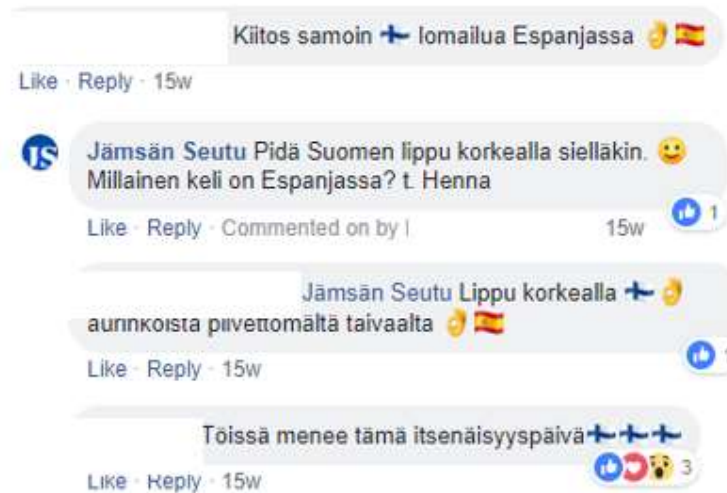 Kiitos samoin 🇫🇮 lomailua Espanjassa 👌🇪🇸
Like · Reply · 15w
JS
Jämsän Seutu Pidä Suomen lippu korkealla sielläkin. 🙂
Millainen keli on Espanjassa? t. Henna
Like · Reply · Commented on by
15w
1
Jämsän Seutu Lippu korkealla 🇫🇮 👌
aurinkoista pilvettömältä taivaalta 👌🇪🇸
Like · Reply · 15w
Töissä menee tämä itsenäisyyspäivä🇫🇮🇫🇮🇫🇮
3
Like · Reply · 15w